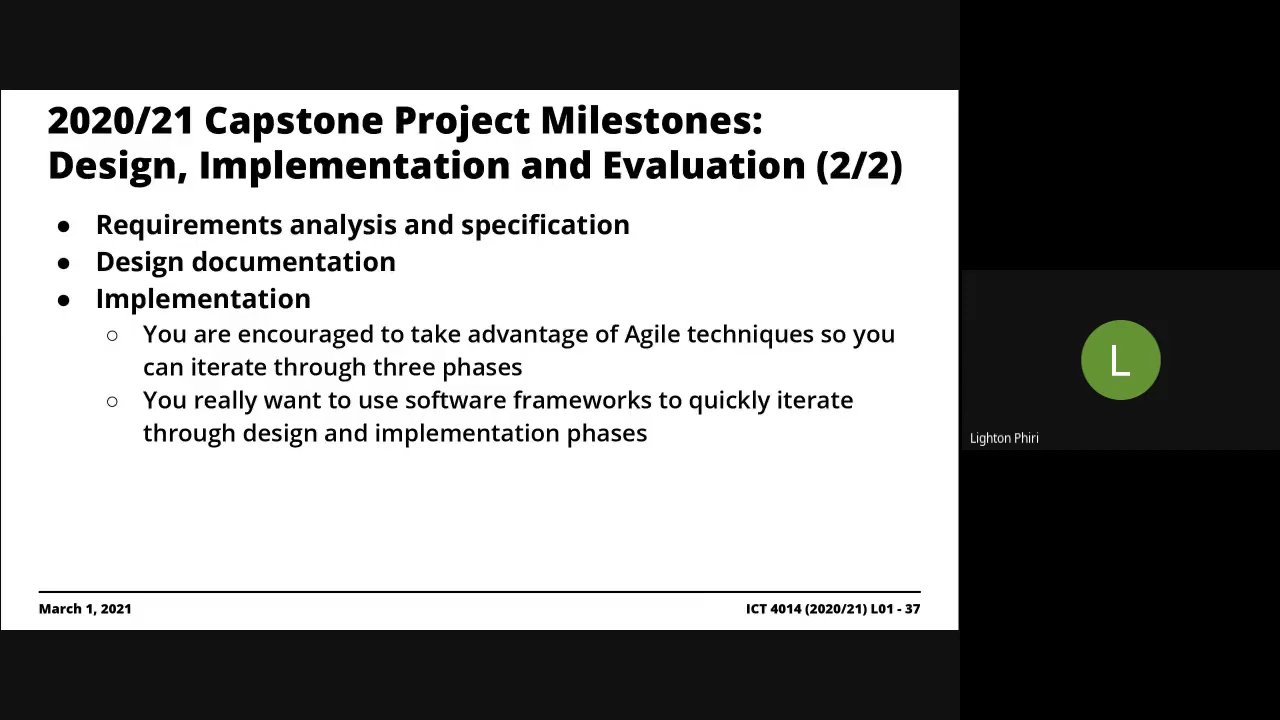 2020/21 Capstone Project Milestones:
Design, Implementation and Evaluation (2/2)
● Requirements analysis and specification
● Design documentation
● Implementation
○ You are encouraged to take advantage of Agile techniques so you
can iterate through three phases
○ You really want to use software frameworks to quickly iterate
through design and implementation phases
March 1, 2021
ICT 4014 (2020/21) L01 - 37
L
Lighton Phiri